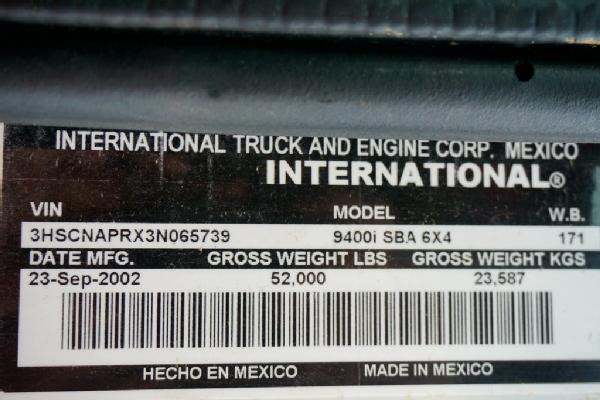 INTERNATIONAL TRUCK AND ENGINE CORP. MEXICO
INTERNATIONAL®
VIN MODEL W.B.
3HSCNAPRX3N065739 9400i SBA 6X4 171
DATE MFG. GROSS WEIGHT LBS GROSS WEIGHT KGS
23-Sep-2002 52,000 23,587
HECHO EN MEXICO MADE IN MEXICO